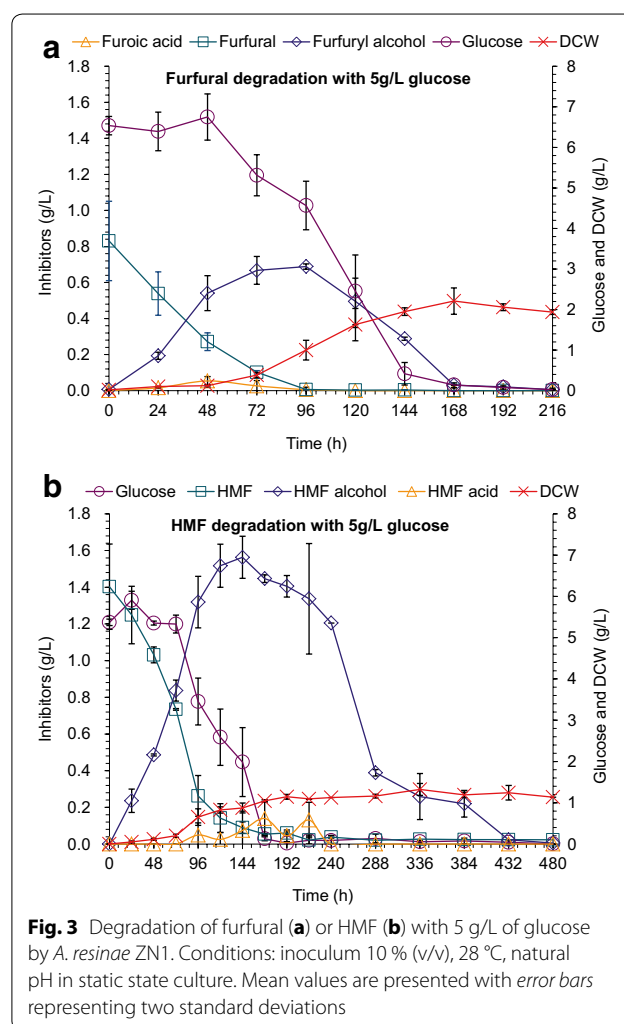 a
Furoic acid Furfural Furfuryl alcohol Glucose DCW
Furfural degradation with 5g/L glucose
1.8 8
1.6 7
1.4 6
1.2 5
1.0
0.8 4
0.6 3
0.4 2
0.2 1
0.0 0
Inhibitors (g/L)
Glucose and DCW (g/L)
0 24 48 72 96 120 144 168 192 216
Time (h)
b
Glucose HMF HMF alcohol HMF acid DCW
HMF degradation with 5g/L glucose
1.8 8
1.6 7
1.4 6
1.2 5
1.0
0.8 4
0.6 3
0.4 2
0.2 1
0.0 0
Inhibitors (g/L)
Glucose and DCW (g/L)
0 48 96 144 192 240 288 336 384 432 480
Time (h)
Fig. 3 Degradation of furfural (a) or HMF (b) with 5 g/L of glucose
by A. resinae ZN1. Conditions: inoculum 10 % (v/v), 28 °C, natural
pH in static state culture. Mean values are presented with error bars
representing two standard deviations